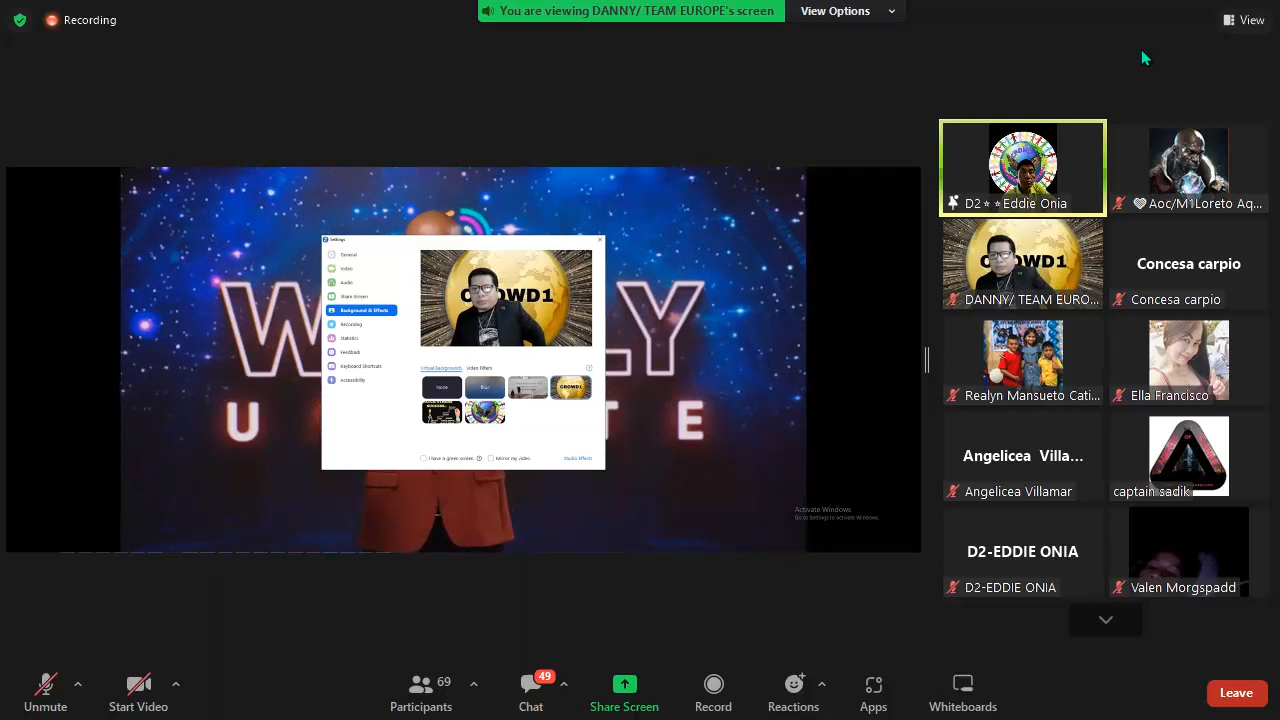 Recording
You are viewing DANNY/ TEAM EUROPE's screen
View Options
View
W
LY
U
TE
Settings
General
Video
Audio
Share Screen
Background & Effects
Recording
Statistics
Feedback
Keyboard Shortcuts
Accessibility
CROWD1
Virtual Backgrounds
Video Filters
None
Blur
CROWD1
SUCCESS
I have a green screen
Mirror my video
Studio Effects
Activate Windows
Go to Settings to activate Windows.
D2⭐⭐Eddie Onia
Aoc/M1Loreto Aq...
CROWD1
DANNY/ TEAM EURO...
Concesa carpio
Concesa carpio
Realyn Mansueto Cati...
Angelicea Villa...
Angelicea Villamar
captain sadik
D2-EDDIE ONIA
D2-EDDIE ONIA
Valen Morgspadd
Unmute
Start Video
69
Participants
49
Chat
Share Screen
Record
Reactions
Apps
Whiteboards
Leave